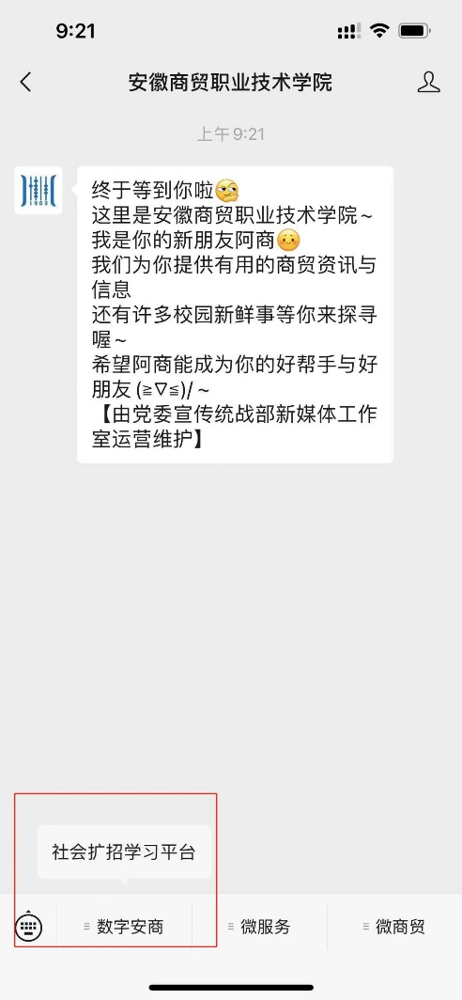 9:21
安徽商贸职业技术学院
上午9:21
1902
终于等到你啦🤔
这里是安徽商贸职业技术学院~
我是你的新朋友阿商☺️
我们为你提供有用的商贸资讯与
信息
还有许多校园新鲜事等你来探寻
喔~
希望阿商能成为你的好帮手与好
朋友(≧∇≦)/~
【由党委宣传统战部新媒体工作
室运营维护】
社会扩招学习平台
数字安商
微服务
微商贸